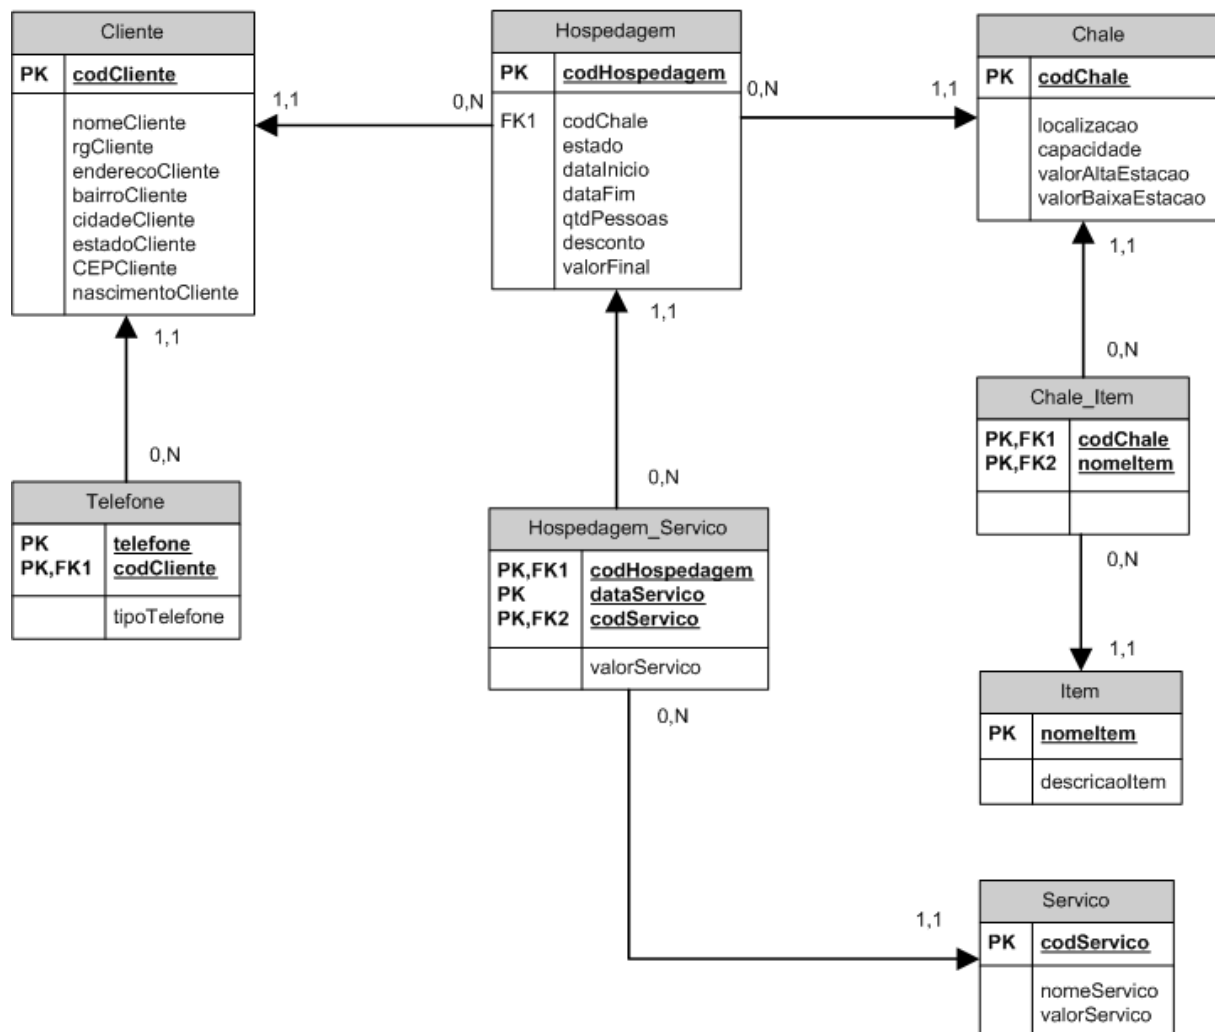 Cliente
PK codCliente
nomeCliente
rgCliente
enderecoCliente
bairroCliente
cidadeCliente
estadoCliente
CEPCliente
nascimentoCliente
1,1
0,N
Hospedagem
PK codHospedagem
FK1 codChale
estado
dataInicio
dataFim
qtdPessoas
desconto
valorFinal
0,N
1,1
Chale
PK codChale
localizacao
capacidade
valorAltaEstacao
valorBaixaEstacao
1,1
0,N
1,1
0,N
1,1
0,N
Telefone
PK telefone
PK,FK1 codCliente
tipoTelefone
Hospedagem_Servico
PK,FK1 codHospedagem
PK dataServico
PK,FK2 codServico
valorServico
0,N
1,1
Chale_Item
PK,FK1 codChale
PK,FK2 nomeItem
0,N
1,1
Item
PK nomeItem
descricaoItem
Servico
PK codServico
nomeServico
valorServico